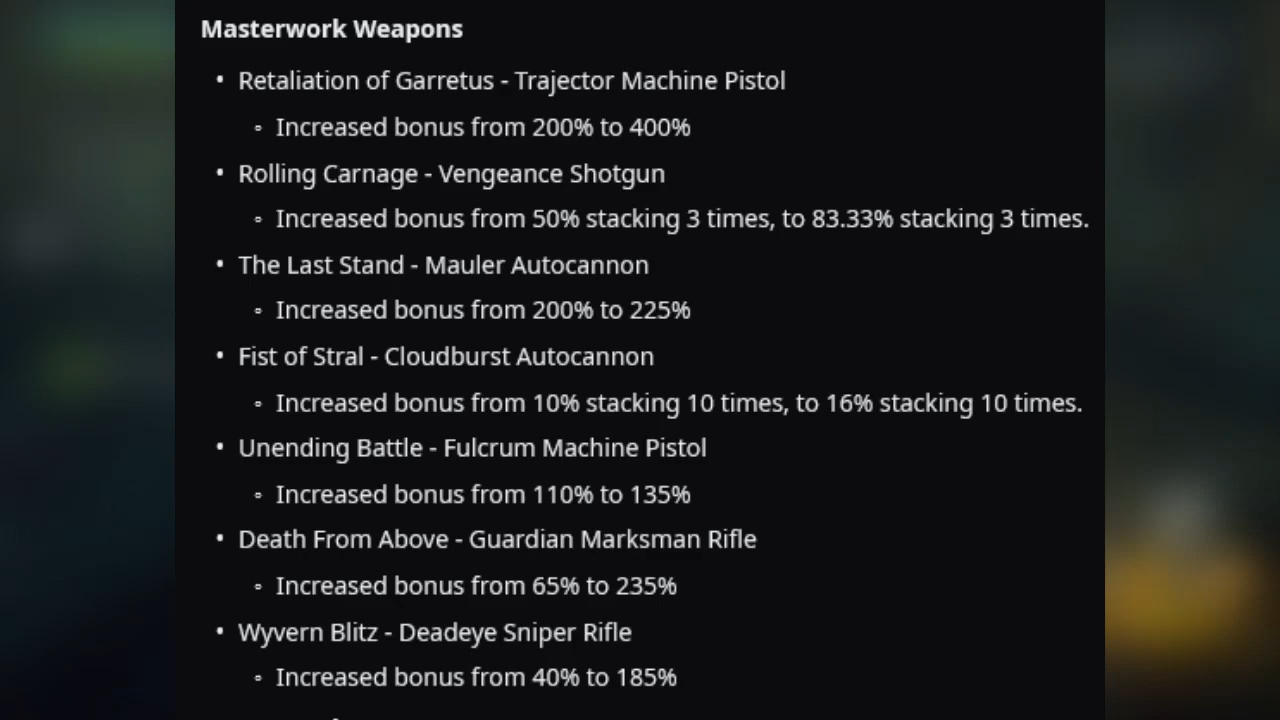 Masterwork Weapons
• Retaliation of Garretus - Trajector Machine Pistol
◦ Increased bonus from 200% to 400%
• Rolling Carnage - Vengeance Shotgun
◦ Increased bonus from 50% stacking 3 times, to 83.33% stacking 3 times.
• The Last Stand - Mauler Autocannon
◦ Increased bonus from 200% to 225%
• Fist of Stral - Cloudburst Autocannon
◦ Increased bonus from 10% stacking 10 times, to 16% stacking 10 times.
• Unending Battle - Fulcrum Machine Pistol
◦ Increased bonus from 110% to 135%
• Death From Above - Guardian Marksman Rifle
◦ Increased bonus from 65% to 235%
• Wyvern Blitz - Deadeye Sniper Rifle
◦ Increased bonus from 40% to 185%